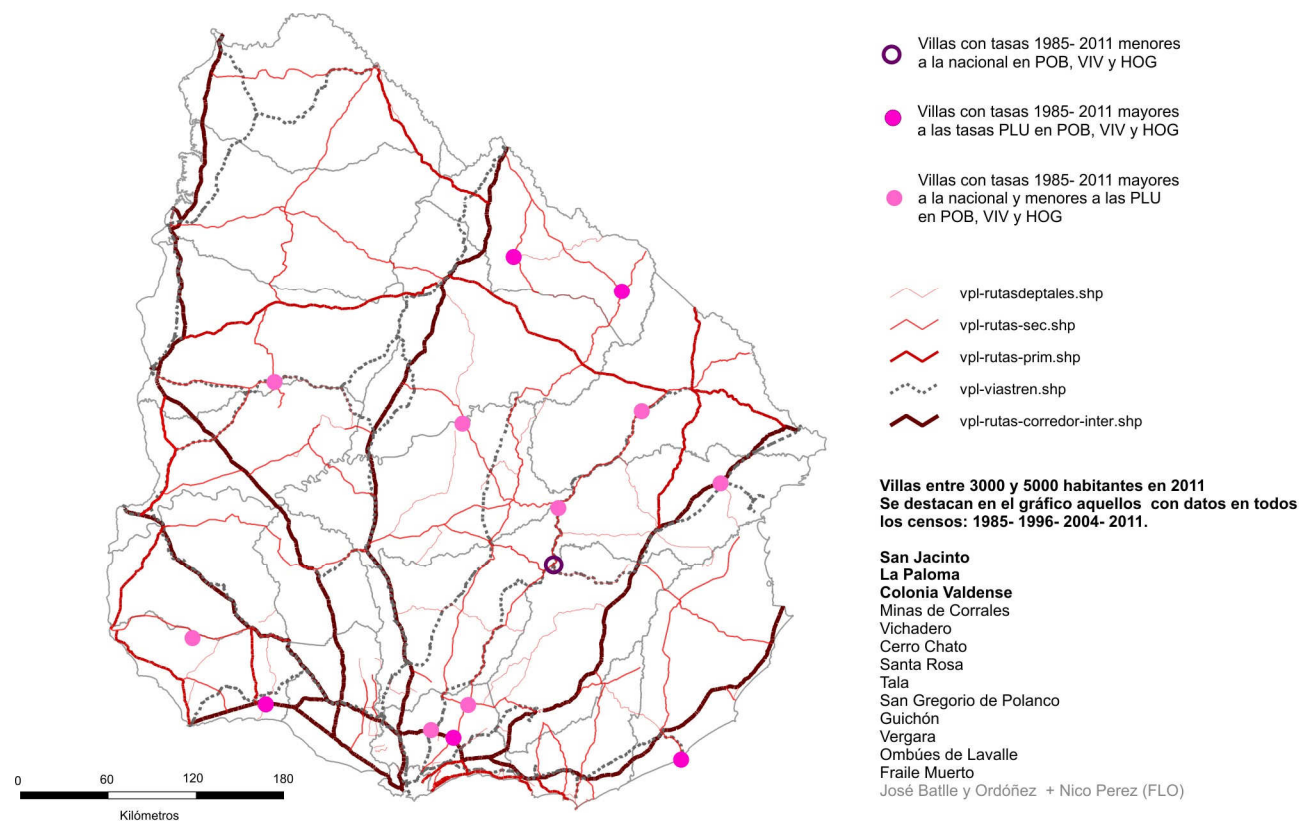 Villas con tasas 1985- 2011 menores
a la nacional en POB, VIV y HOG
Villas con tasas 1985- 2011 mayores
a las tasas PLU en POB, VIV y HOG
Villas con tasas 1985- 2011 mayores
a la nacional y menores a las PLU
en POB, VIV y HOG
vpl-rutasdeptales.shp
vpl-rutas-sec.shp
vpl-rutas-prim.shp
vpl-viastren.shp
vpl-rutas-corredor-inter.shp
Villas entre 3000 y 5000 habitantes en 2011
Se destacan en el gráfico aquellos con datos en todos
los censos: 1985- 1996- 2004- 2011.
San Jacinto
La Paloma
Colonia Valdense
Minas de Corrales
Vichadero
Cerro Chato
Santa Rosa
Tala
San Gregorio de Polanco
Guichón
Vergara
Ombúes de Lavalle
Fraile Muerto
José Batlle y Ordóñez + Nico Perez (FLO)
0 60 120 180
Kilómetros